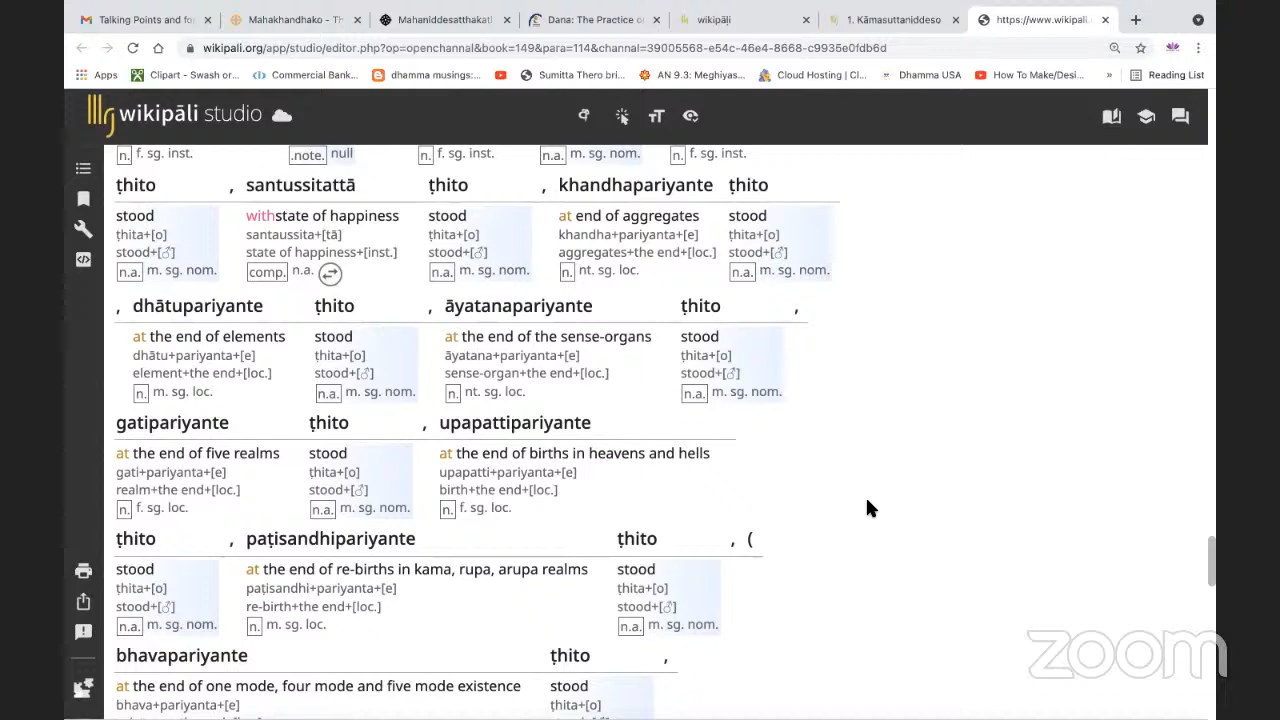 Talking Points and fo
Mahakhandhako - Th
Mahaniddesatthakatl
Dana: The Practice o
wikipāḷi
1. Kāmasuttaniddeso
https://www.wikipali.
wikipali.org/app/studio/editor.php?op=openchannel&book=149&para=114&channel=39005568-e54c-46e4-8668-c9935e0fdb6d
Apps Clipart - Swash or... Commercial Bank... dhamma musings:... Sumitta Thero bri... AN 9.3: Meghiyas... Cloud Hosting | Cl... Dhamma USA How To Make/Desi... » Reading List
wikipāli studio
n. f. sg. inst. .note. null n. f. sg. inst. n.a. m. sg. nom. n. f. sg. inst.
ṭhito , santussitattā ṭhito , khandhapariyante ṭhito
stood withstate of happiness stood at end of aggregates stood
ṭhita+[o] santaussita+[tā] ṭhita+[o] khandha+pariyanta+[e] ṭhita+[o]
stood+[♂] state of happiness+[inst.] stood+[♂] aggregates+the end+[loc.] stood+[♂]
n.a. m. sg. nom. comp. n.a. n.a. m. sg. nom. n. nt. sg. loc. n.a. m. sg. nom.
, dhātupariyante ṭhito , āyatanapariyante ṭhito ,
at the end of elements stood at the end of the sense-organs stood
dhātu+pariyanta+[e] ṭhita+[o] āyatana+pariyanta+[e] ṭhita+[o]
element+the end+[loc.] stood+[♂] sense-organ+the end+[loc.] stood+[♂]
n. m. sg. loc. n.a. m. sg. nom. n. nt. sg. loc. n.a. m. sg. nom.
gatipariyante ṭhito , upapattipariyante
at the end of five realms stood at the end of births in heavens and hells
gati+pariyanta+[e] ṭhita+[o] upapatti+pariyanta+[e]
realm+the end+[loc.] stood+[♂] birth+the end+[loc.]
n. f. sg. loc. n.a. m. sg. nom. n. f. sg. loc.
ṭhito , paṭisandhipariyante ṭhito , (
stood at the end of re-births in kama, rupa, arupa realms stood
ṭhita+[o] paṭisandhi+pariyanta+[e] ṭhita+[o]
stood+[♂] re-birth+the end+[loc.] stood+[♂]
n.a. m. sg. nom. n. m. sg. loc. n.a. m. sg. nom.
zoom
bhavapariyante ṭhito ,
at the end of one mode, four mode and five mode existence stood
bhava+pariyanta+[e] ṭhita+[o]